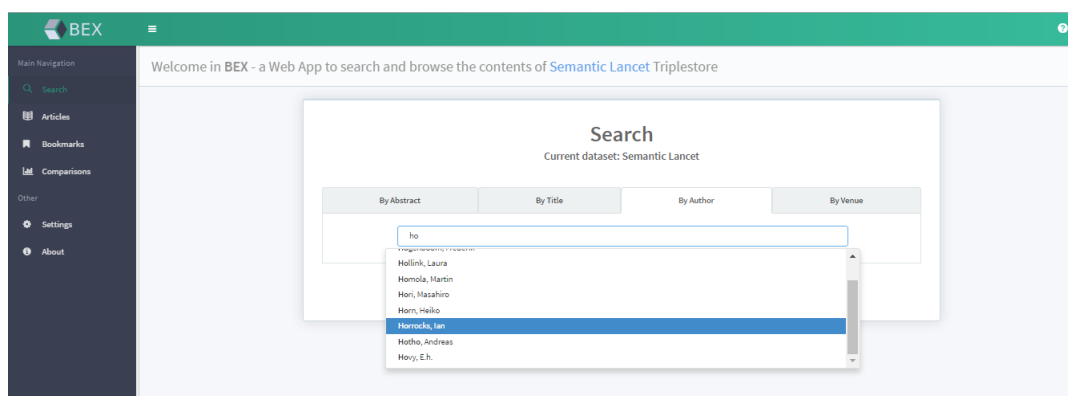 BEX
Main Navigation
Search
Articles
Bookmarks
Comparisons
Other
Settings
About
Welcome in BEX - a Web App to search and browse the contents of Semantic Lancet Triplestore
Search
Current dataset: Semantic Lancet
By Abstract By Title By Author By Venue
ho
Hollink, Laura
Homola, Martin
Hori, Masahiro
Horn, Heiko
Horrocks, Ian
Hotho, Andreas
Hovy, E.h.